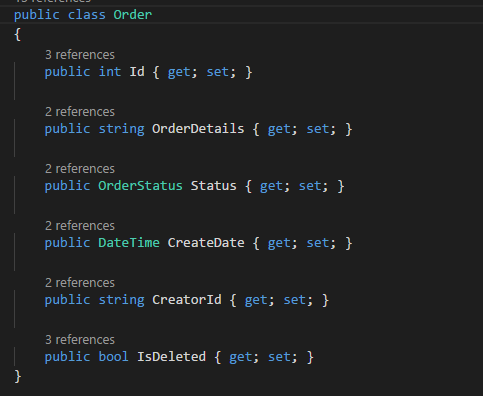 public class Order
{
3 references
public int Id { get; set; }
2 references
public string OrderDetails { get; set; }
2 references
public OrderStatus Status { get; set; }
2 references
public DateTime CreateDate { get; set; }
2 references
public string CreatorId { get; set; }
3 references
public bool IsDeleted { get; set; }
}